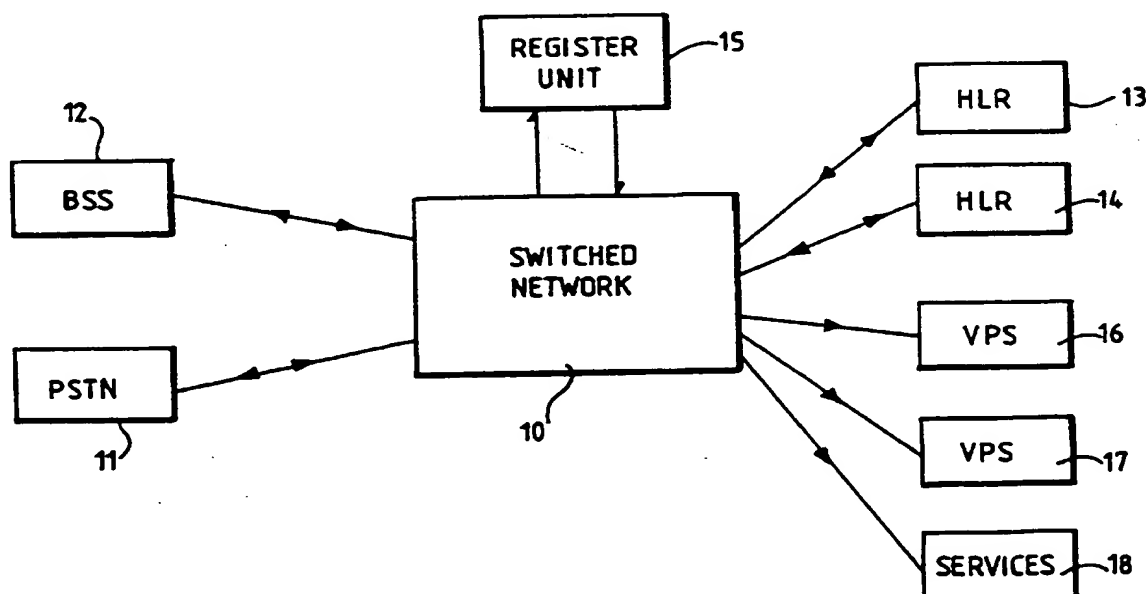 REGISTER
UNIT
15
HLR
13
12
BSS
HLR
14
SWITCHED
NETWORK
VPS
16
PSTN
11
10
VPS
17
SERVICES
18